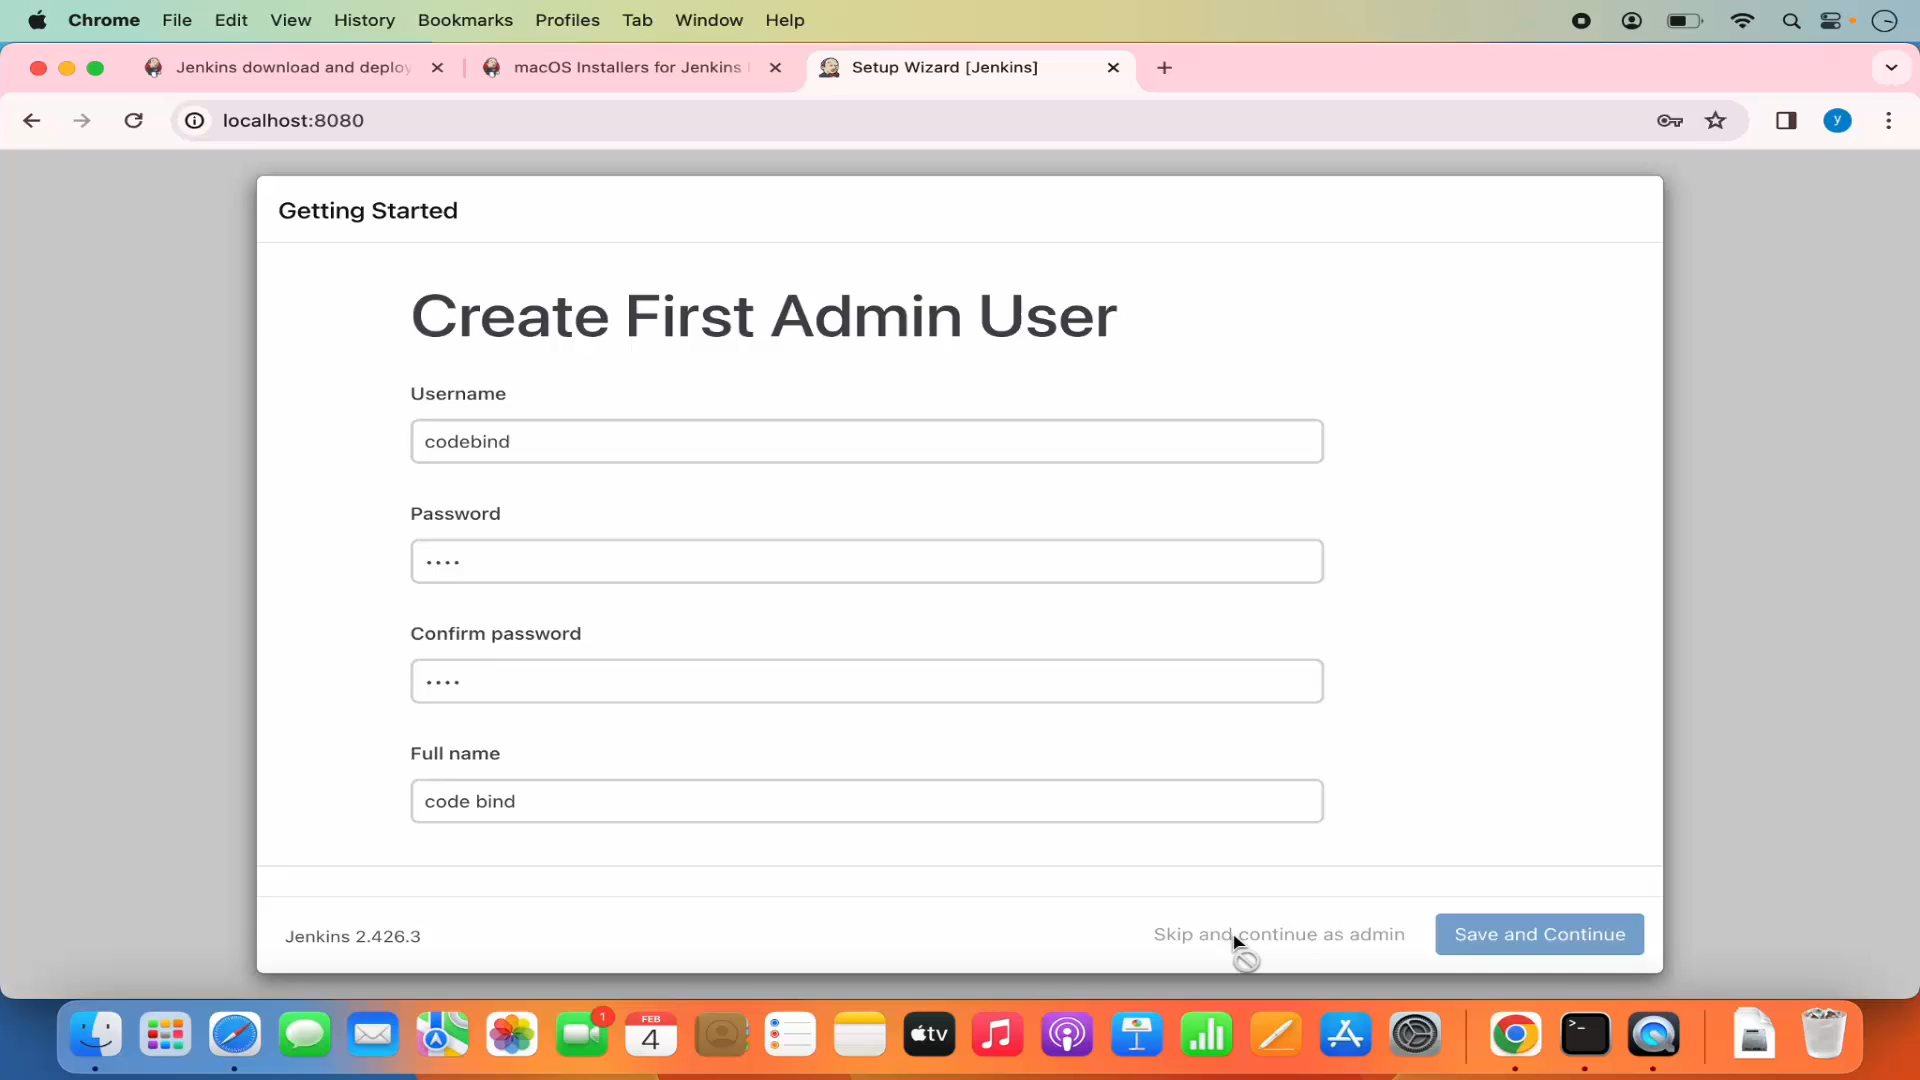 Chrome File Edit View History Bookmarks Profiles Tab Window Help
Jenkins download and deploy
macOS Installers for Jenkins
Setup Wizard [Jenkins]
localhost:8080
y
Getting Started
Create First Admin User
Username
codebind
Password
••••
Confirm password
••••
Full name
code bind
Jenkins 2.426.3
Skip and continue as admin
Save and Continue
1
FEB
4
tv
>_